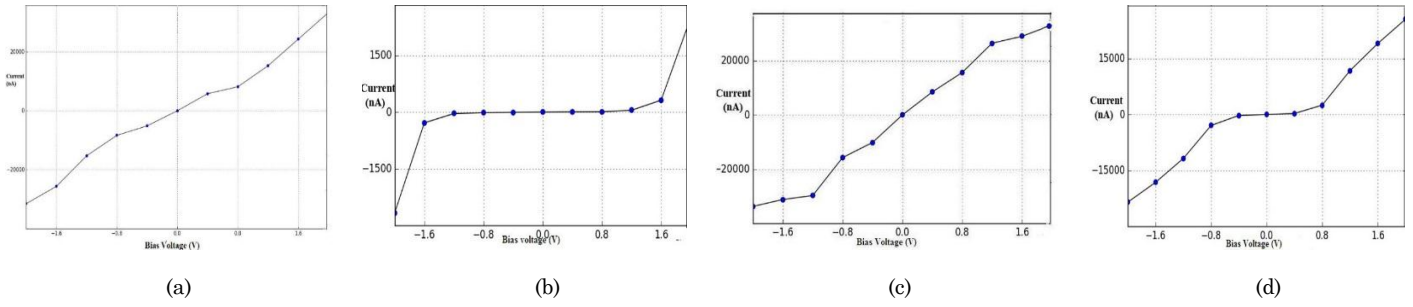 20000
Current
(nA)
0
−20000
−1.6
−0.8
0.0
0.8
1.6
Bias Voltage (V)
(a)
1500
Current
(nA)
0
−1500
−1.6
−0.8
0.0
0.8
1.6
Bias Voltage (V)
(b)
20000
Current
(nA)
0
−20000
−1.6
−0.8
0.0
0.8
1.6
Bias Voltage (V)
(c)
15000
Current
(nA)
0
−15000
−1.6
−0.8
0.0
0.8
1.6
Bias Voltage (V)
(d)